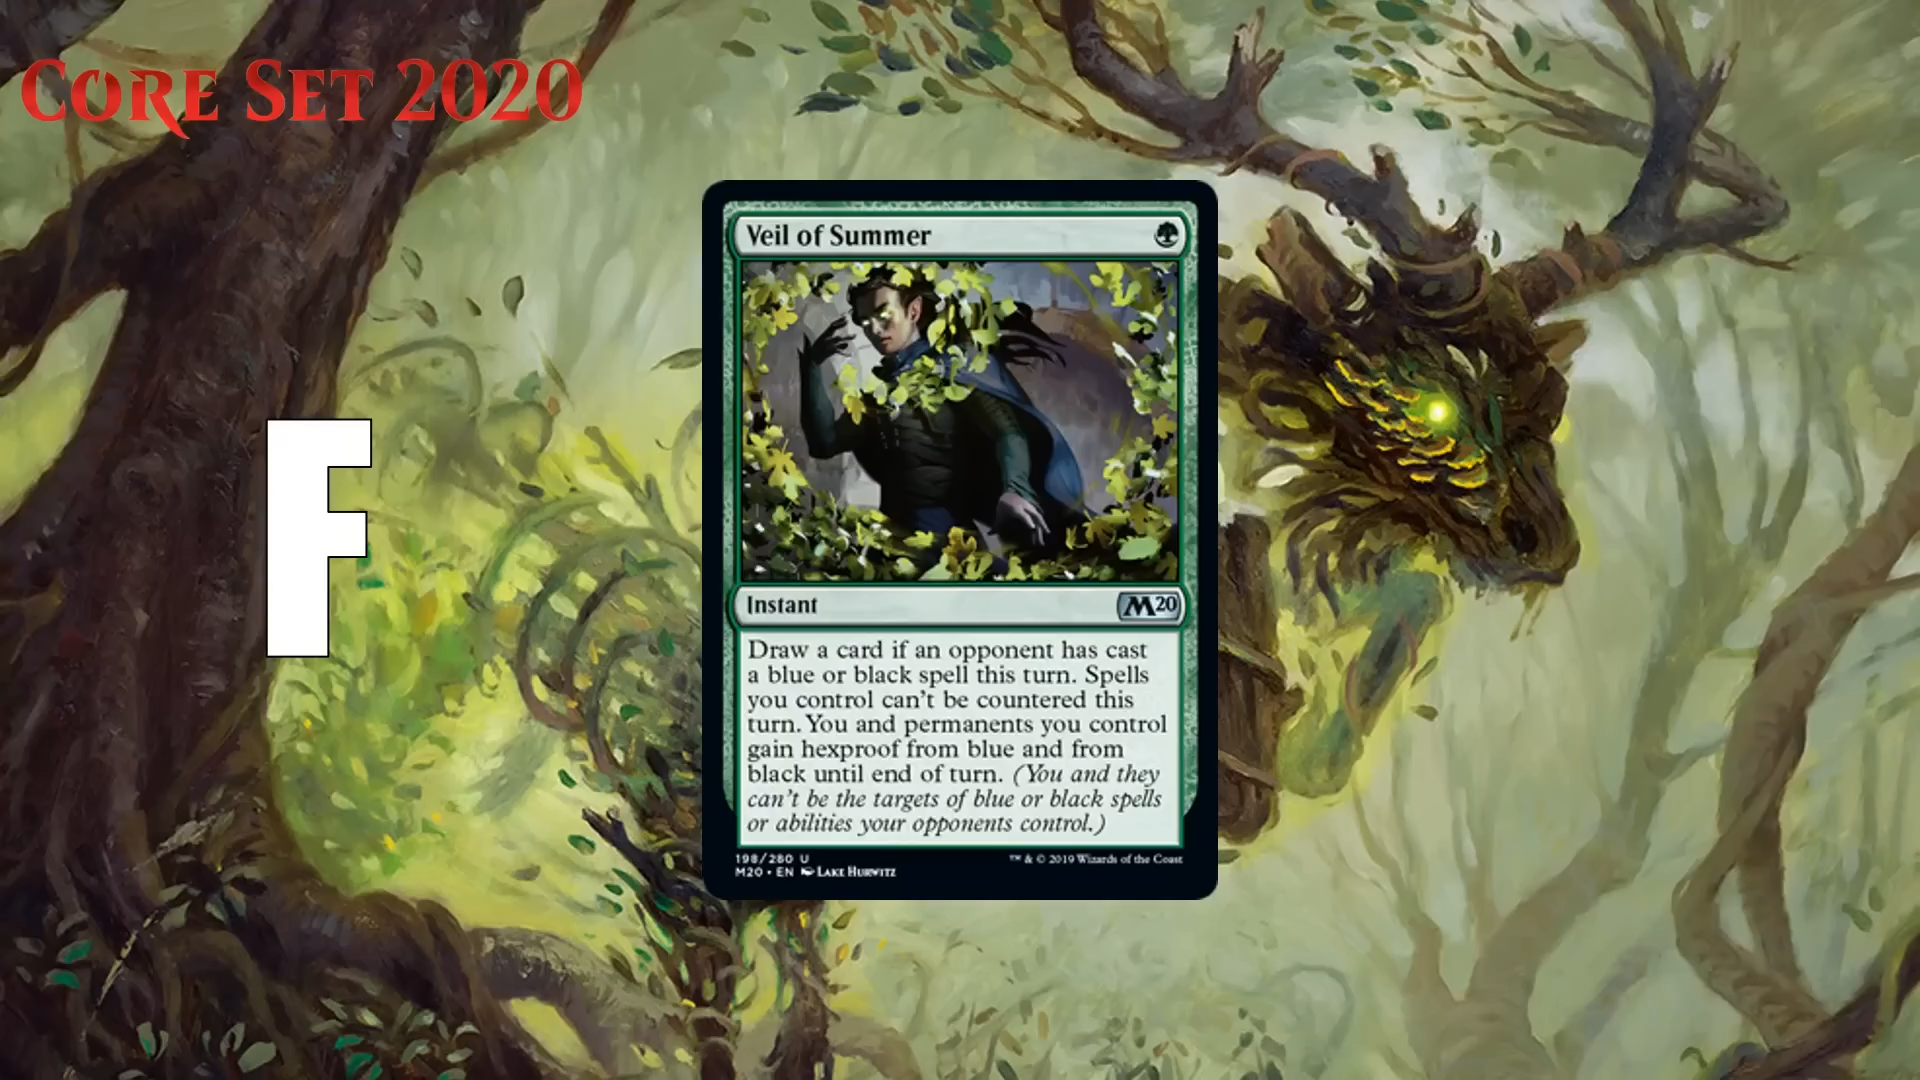 Core Set 2020
F
Veil of Summer
Instant
M20
Draw a card if an opponent has cast
a blue or black spell this turn. Spells
you control can't be countered this
turn. You and permanents you control
gain hexproof from blue and from
black until end of turn. (You and they
can't be the targets of blue or black spells
or abilities your opponents control.)
198/280 U
M20 • EN Lake Hurwitz
™ & © 2019 Wizards of the Coast